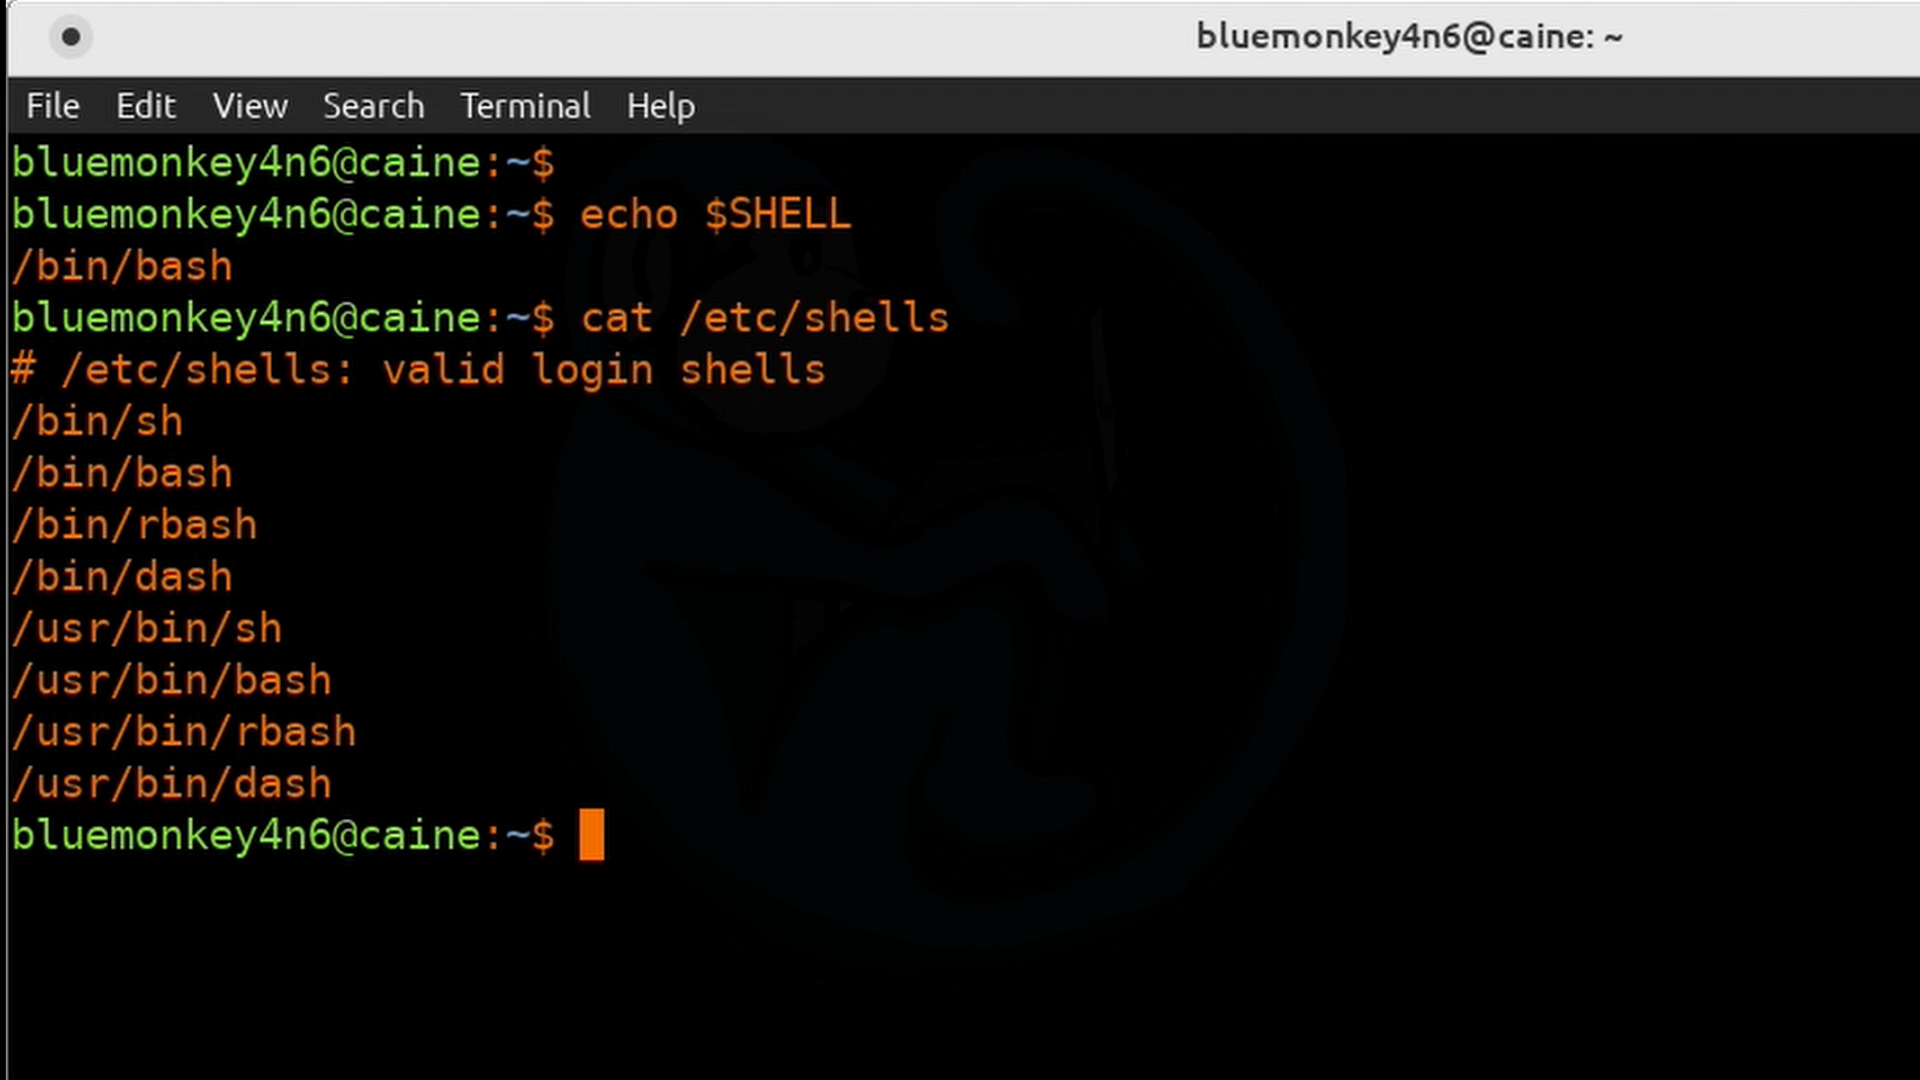 bluemonkey4n6@caine: ~
File Edit View Search Terminal Help
bluemonkey4n6@caine:~$
bluemonkey4n6@caine:~$ echo $SHELL
/bin/bash
bluemonkey4n6@caine:~$ cat /etc/shells
# /etc/shells: valid login shells
/bin/sh
/bin/bash
/bin/rbash
/bin/dash
/usr/bin/sh
/usr/bin/bash
/usr/bin/rbash
/usr/bin/dash
bluemonkey4n6@caine:~$